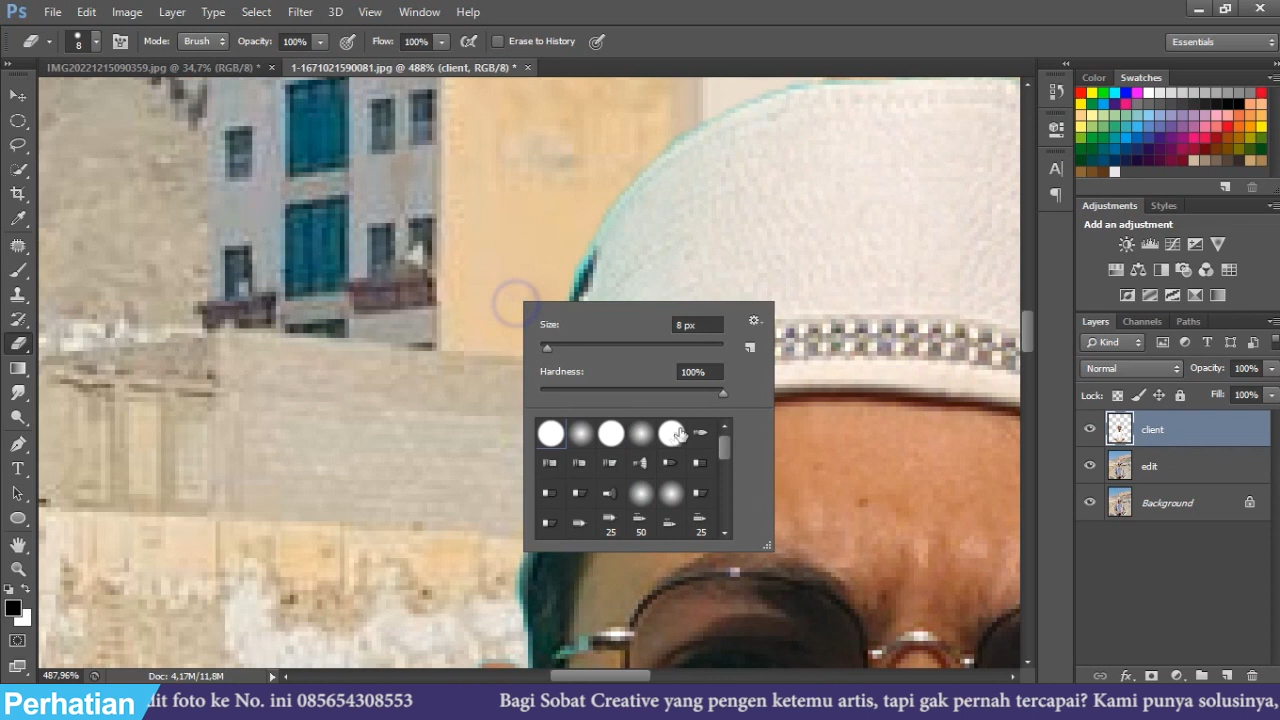 Ps File Edit Image Layer Type Select Filter 3D View Window Help
8 Mode: Brush Opacity: 100% Flow: 100% Erase to History Essentials
IMG20221215090359.jpg @ 34,7% (RGB/8) * × 1-1671021590081.jpg @ 488% (client, RGB/8) * ×
Color Swatches
Adjustments Styles
Add an adjustment
Layers Channels Paths
Kind
Normal Opacity: 100%
Lock: Fill: 100%
client
edit
Background
Size: 8 px
Hardness: 100%
25 50 25
487,96% Doc: 4,17M/11,8M
Perhatian dit foto ke No. ini 085654308553 Bagi Sobat Creative yang pengen ketemu artis, tapi gak pernah tercapai? Kami punya solusinya,